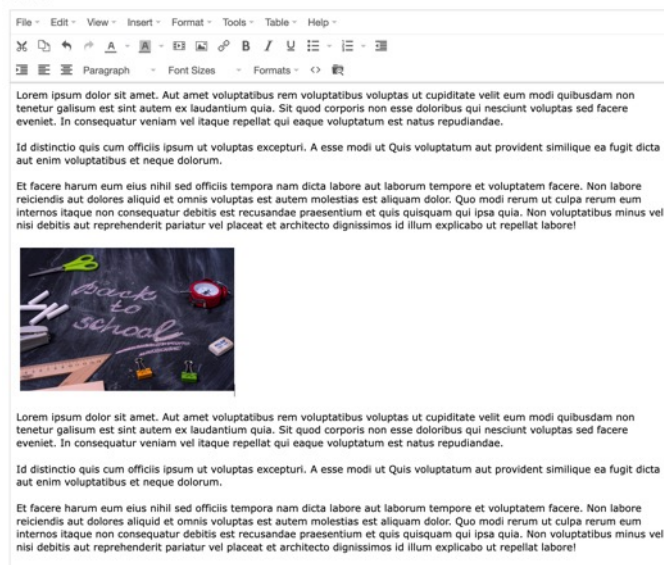 File Edit View Insert Format Tools Table Help
A A B I U
Paragraph Font Sizes Formats
Lorem ipsum dolor sit amet. Aut amet voluptatibus rem voluptatibus voluptas ut cupiditate velit eum modi quibusdam non
tenetur galisum est sint autem ex laudantium quia. Sit quod corporis non esse doloribus qui nesciunt voluptas sed facere
eveniet. In consequatur veniam vel itaque repellat qui eaque voluptatum est natus repudiandae.
Id distinctio quis cum officiis ipsum ut voluptas excepturi. A esse modi ut Quis voluptatum aut provident similique ea fugit dicta
aut enim voluptatibus et neque dolorum.
Et facere harum eum eius nihil sed officiis tempora nam dicta labore aut laborum tempore et voluptatem facere. Non labore
reiciendis aut dolores aliquid et omnis voluptas est autem molestias est aliquam dolor. Quo modi rerum ut culpa rerum eum
internos itaque non consequatur debitis est recusandae praesentium et quis quisquam qui ipsa quia. Non voluptatibus minus vel
nisi debitis aut reprehenderit pariatur vel placeat et architecto dignissimos id illum explicabo ut repellat labore!
back
to
school
Lorem ipsum dolor sit amet. Aut amet voluptatibus rem voluptatibus voluptas ut cupiditate velit eum modi quibusdam non
tenetur galisum est sint autem ex laudantium quia. Sit quod corporis non esse doloribus qui nesciunt voluptas sed facere
eveniet. In consequatur veniam vel itaque repellat qui eaque voluptatum est natus repudiandae.
Id distinctio quis cum officiis ipsum ut voluptas excepturi. A esse modi ut Quis voluptatum aut provident similique ea fugit dicta
aut enim voluptatibus et neque dolorum.
Et facere harum eum eius nihil sed officiis tempora nam dicta labore aut laborum tempore et voluptatem facere. Non labore
reiciendis aut dolores aliquid et omnis voluptas est autem molestias est aliquam dolor. Quo modi rerum ut culpa rerum eum
internos itaque non consequatur debitis est recusandae praesentium et quis quisquam qui ipsa quia. Non voluptatibus minus vel
nisi debitis aut reprehenderit pariatur vel placeat et architecto dignissimos id illum explicabo ut repellat labore!